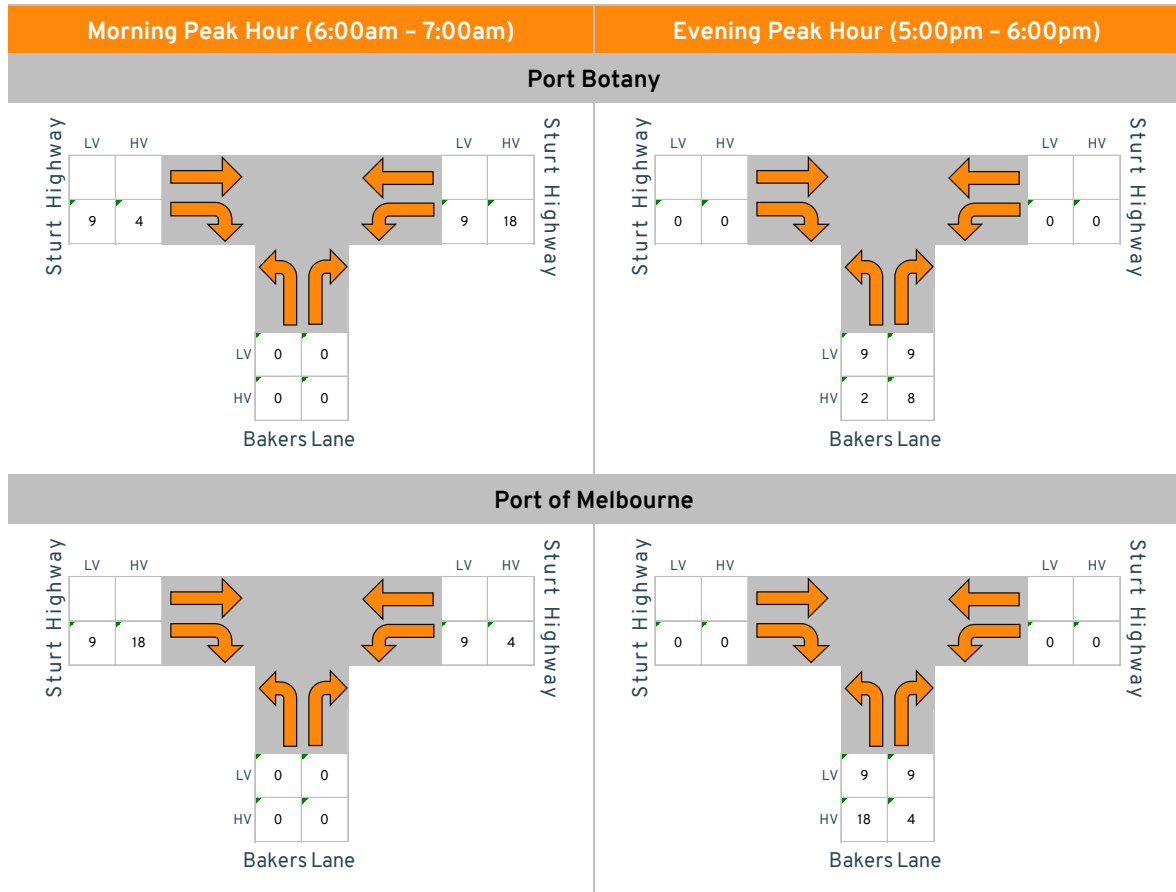 Morning Peak Hour (6:00am – 7:00am)
Evening Peak Hour (5:00pm – 6:00pm)
Port Botany
Sturt Highway
LV HV
9 4
LV HV
9 18
Sturt Highway
LV 0 0
HV 0 0
Bakers Lane
Sturt Highway
LV HV
0 0
LV HV
0 0
Sturt Highway
LV 9 9
HV 2 8
Bakers Lane
Port of Melbourne
Sturt Highway
LV HV
9 18
LV HV
9 4
Sturt Highway
LV 0 0
HV 0 0
Bakers Lane
Sturt Highway
LV HV
0 0
LV HV
0 0
Sturt Highway
LV 9 9
HV 18 4
Bakers Lane